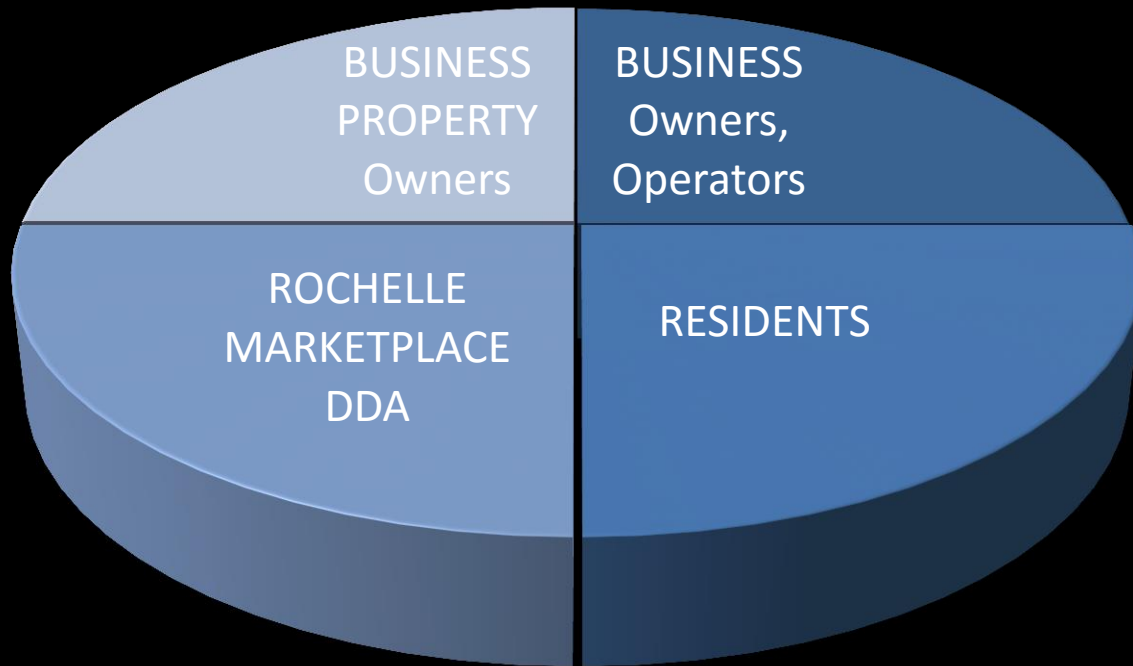 BUSINESS
PROPERTY
Owners
BUSINESS
Owners,
Operators
ROCHELLE
MARKETPLACE
DDA
RESIDENTS